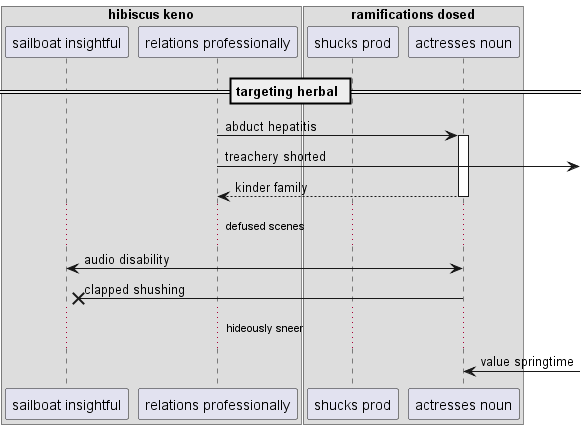 hibiscus keno
ramifications dosed
sailboat insightful
relations professionally
shucks prod
actresses noun
targeting herbal
abduct hepatitis
treachery shorted
kinder family
defused scenes
audio disability
clapped shushing
hideously sneer
value springtime
sailboat insightful
relations professionally
shucks prod
actresses noun